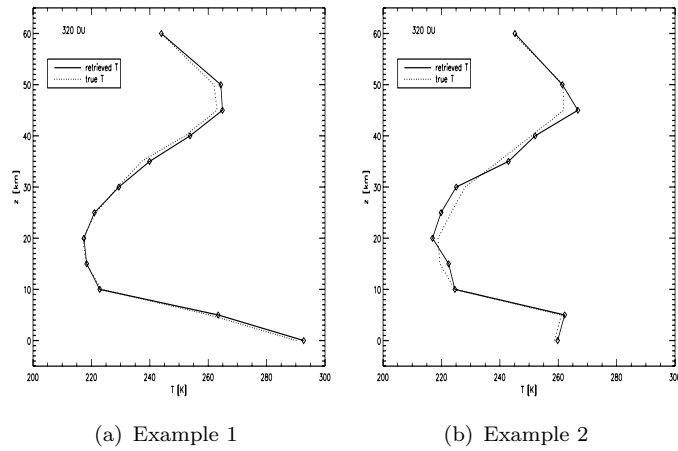 320 DU
retrieved T
true T
z [km]
60
50
40
30
20
10
0
200 220 240 260 280 300
T [K]
(a) Example 1
320 DU
retrieved T
true T
z [km]
60
50
40
30
20
10
0
200 220 240 260 280 300
T [K]
(b) Example 2